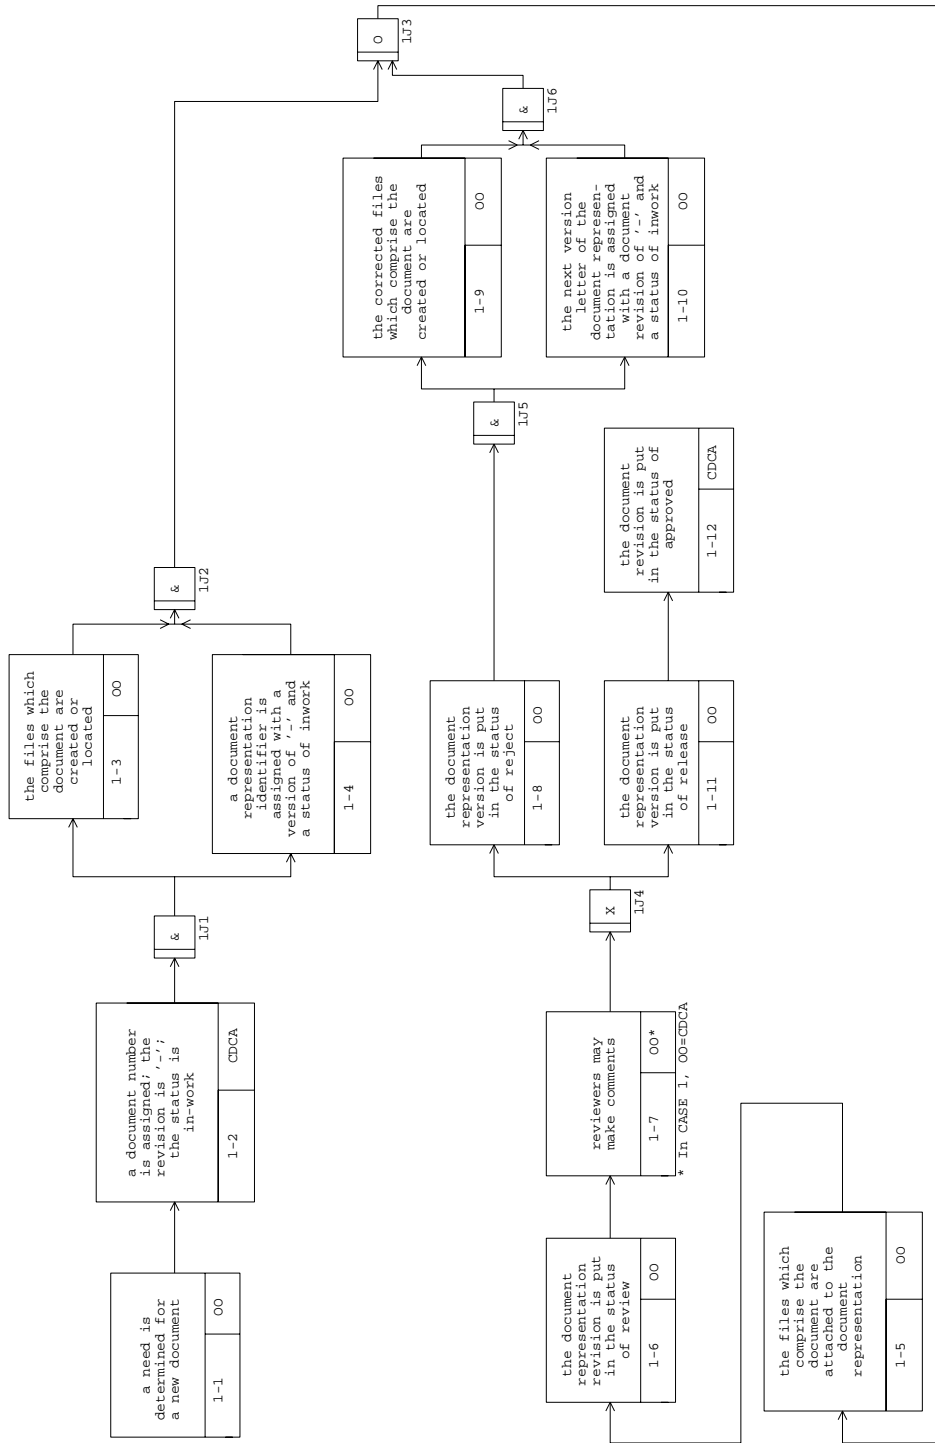 a need is
determined for
a new document
1-1
OO
a document number
is assigned; the
revision is '-';
the status is
in-work
1-2
CDCA
&
1J1
the files which
comprise the
document are
created or
located
1-3
OO
a document
representation
identifier is
assigned with a
version of '-' and
a status of inwork
1-4
OO
&
1J2
O
1J3
the files which
comprise the
document are
attached to the
document
representation
1-5
OO
the document
representation
revision is put
in the status
of review
1-6
OO
reviewers may
make comments
1-7
OO*
* In CASE 1, OO=CDCA
X
1J4
the document
representation
version is put
in the status
of reject
1-8
OO
the document
representation
version is put
in the status
of release
1-11
OO
the document
revision is put
in the status of
approved
1-12
CDCA
&
1J5
the corrected files
which comprise the
document are
created or located
1-9
OO
the next version
letter of the
document represen-
tation is assigned
with a document
revision of '-' and
a status of inwork
1-10
OO
&
1J6